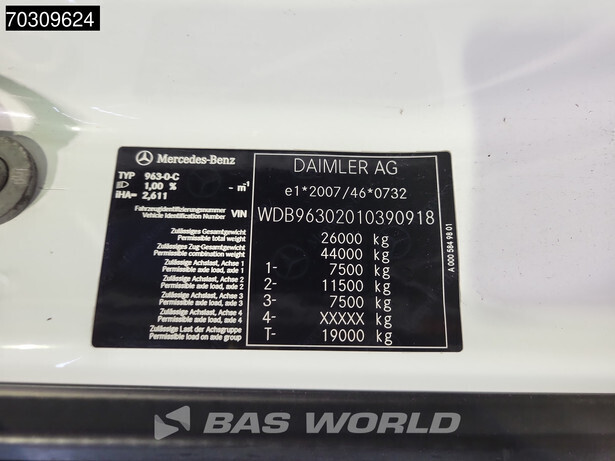 70309624
Mercedes-Benz
DAIMLER AG
TYP 963-0-C
1,00 % - m³
iHA= 2,611
e1*2007/46*0732
Fahrzeugidentifizierungsnummer
Vehicle Identification Number VIN
WDB96302010390918
Zulässiges Gesamtgewicht
Permissible total weight 26000 kg
Zulässiges Zug-Gesamtgewicht
Permissible combination weight 44000 kg
Zulässige Achslast, Achse 1
Permissible axle load, axle 1 1- 7500 kg
Zulässige Achslast, Achse 2
Permissible axle load, axle 2 2- 11500 kg
Zulässige Achslast, Achse 3
Permissible axle load, axle 3 3- 7500 kg
Zulässige Achslast, Achse 4
Permissible axle load, axle 4 4- XXXXX kg
Zulässige Last der Achsgruppe
Permissible load on axle group T- 19000 kg
A 000 584 98 01
BAS WORLD